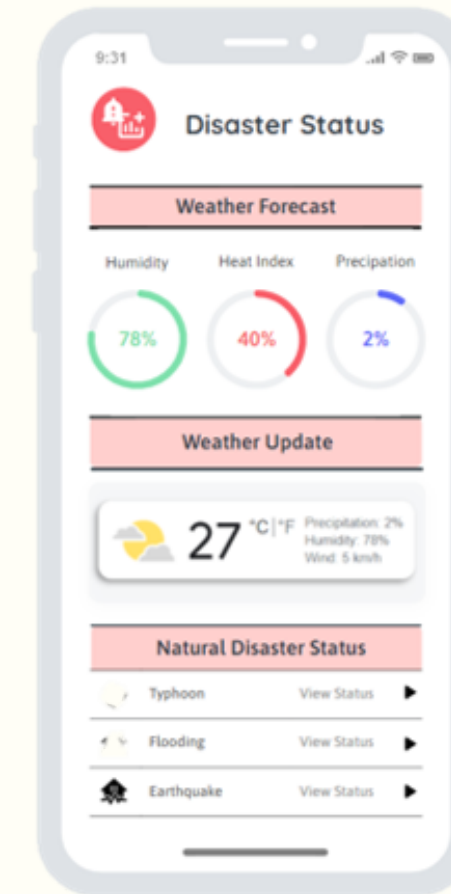 9:31
Disaster Status
Weather Forecast
Humidity Heat Index Precipation
78% 40% 2%
Weather Update
27 °C|°F
Precipitation: 2%
Humidity: 78%
Wind: 5 km/h
Natural Disaster Status
Typhoon View Status
Flooding View Status
Earthquake View Status